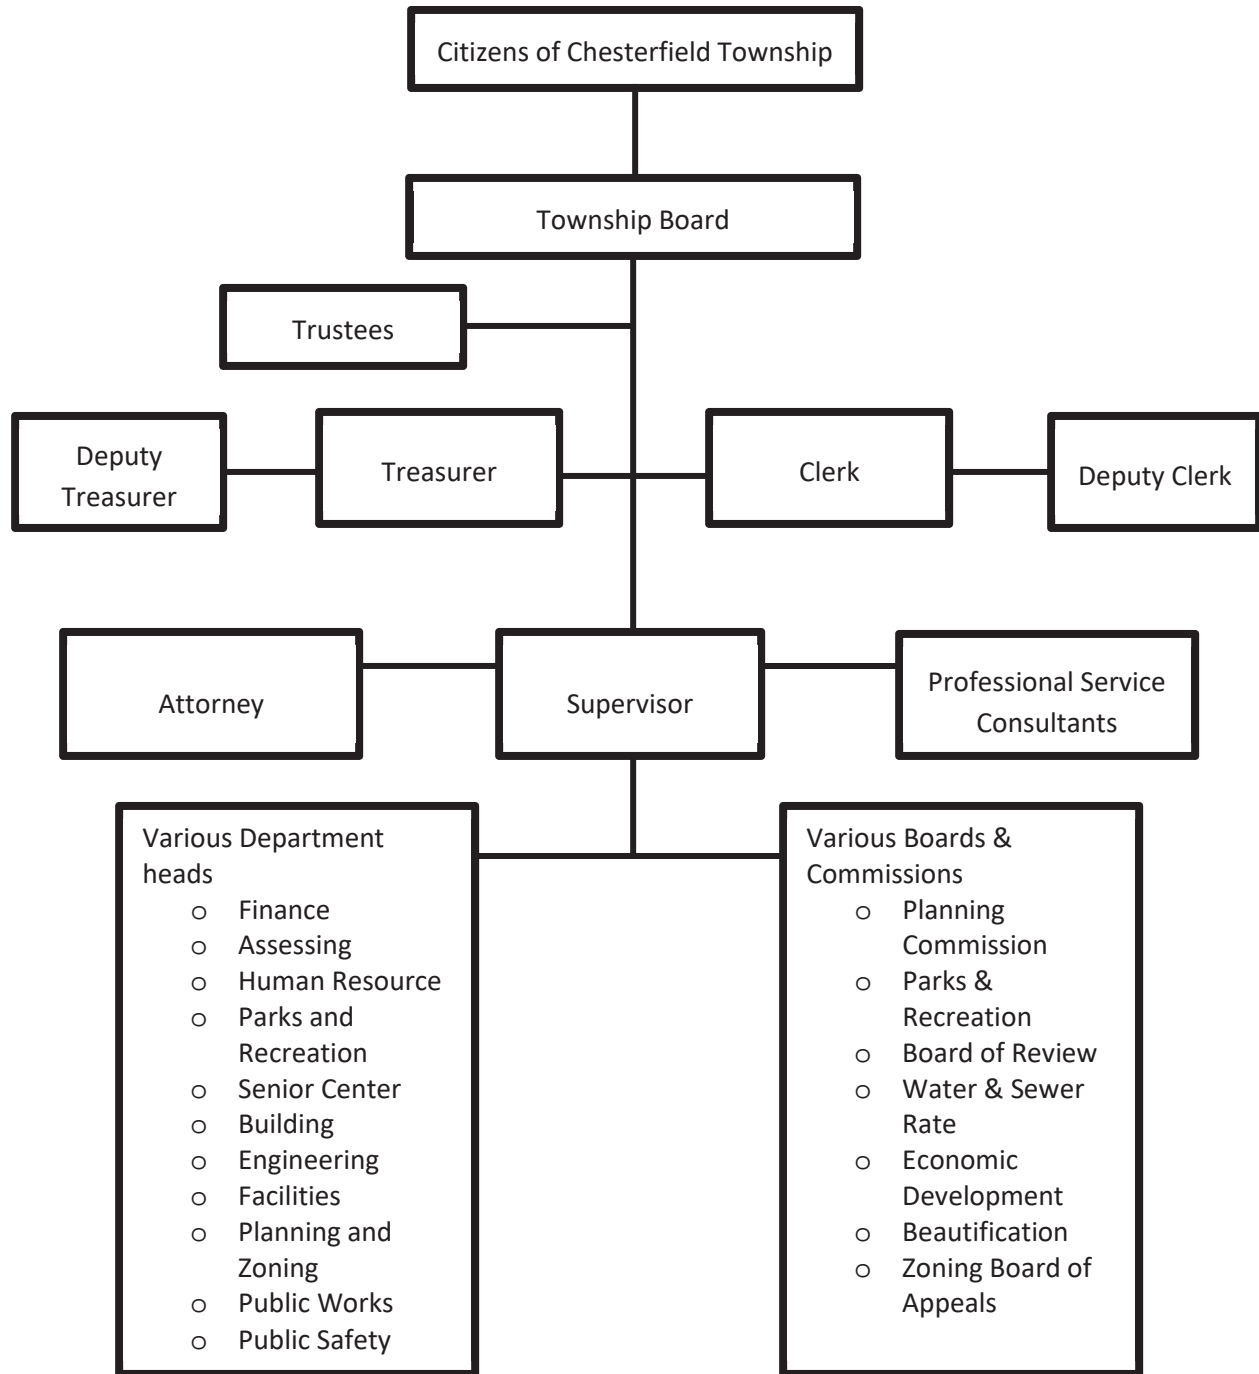 Citizens of Chesterfield Township
Township Board
Trustees
Deputy
Treasurer
Treasurer
Clerk
Deputy Clerk
Attorney
Supervisor
Professional Service
Consultants
Various Department
heads
o Finance
o Assessing
o Human Resource
o Parks and
Recreation
o Senior Center
o Building
o Engineering
o Facilities
o Planning and
Zoning
o Public Works
o Public Safety
Various Boards &
Commissions
o Planning
Commission
o Parks &
Recreation
o Board of Review
o Water & Sewer
Rate
o Economic
Development
o Beautification
o Zoning Board of
Appeals